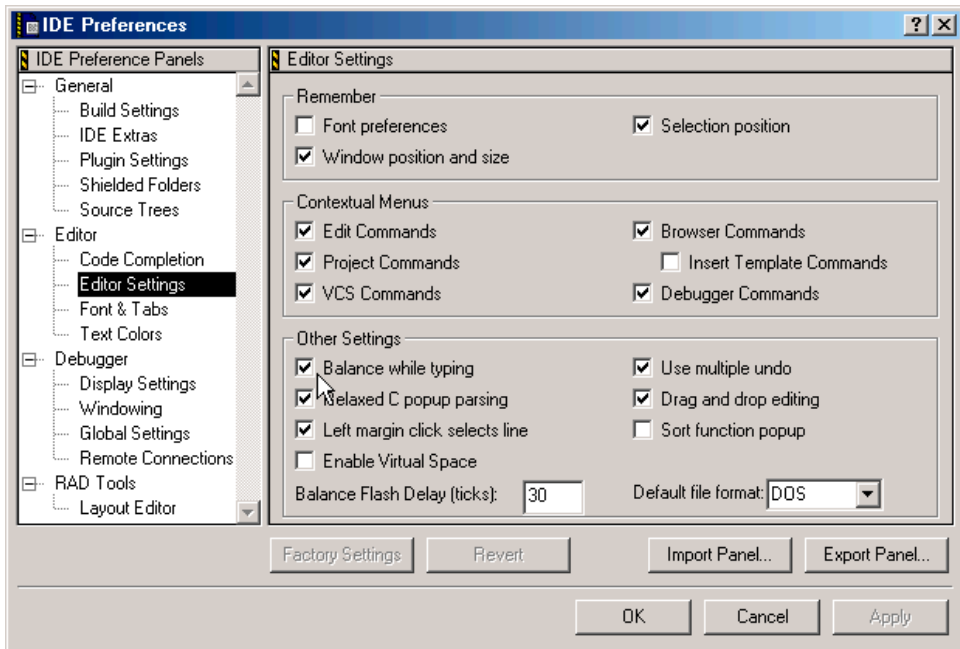 IDE Preferences
IDE Preference Panels
General
Build Settings
IDE Extras
Plugin Settings
Shielded Folders
Source Trees
Editor
Code Completion
Editor Settings
Font & Tabs
Text Colors
Debugger
Display Settings
Windowing
Global Settings
Remote Connections
RAD Tools
Layout Editor
Editor Settings
Remember
Font preferences
Selection position
Window position and size
Contextual Menus
Edit Commands
Browser Commands
Project Commands
Insert Template Commands
VCS Commands
Debugger Commands
Other Settings
Balance while typing
Use multiple undo
Relaxed C popup parsing
Drag and drop editing
Left margin click selects line
Sort function popup
Enable Virtual Space
Balance Flash Delay (ticks): 30
Default file format: DOS
Factory Settings
Revert
Import Panel...
Export Panel...
OK
Cancel
Apply